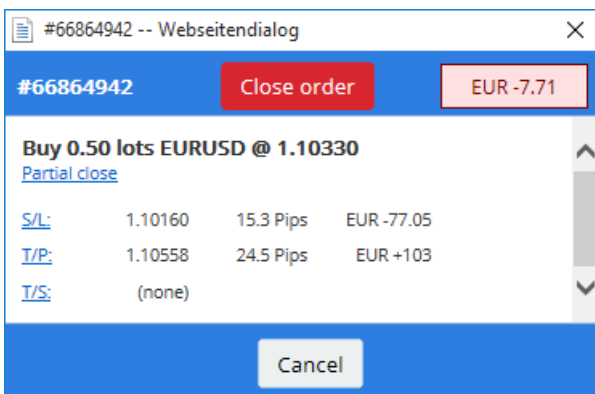 #66864942 -- Webseitendialog
#66864942 Close order EUR -7.71
Buy 0.50 lots EURUSD @ 1.10330
Partial close
S/L: 1.10160 15.3 Pips EUR -77.05
T/P: 1.10558 24.5 Pips EUR +103
T/S: (none)
Cancel